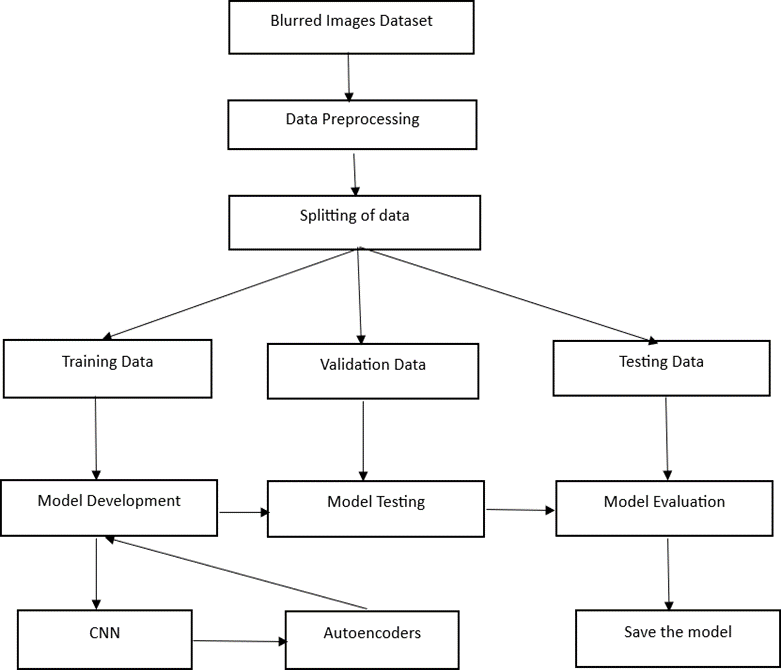 Blurred Images Dataset
Data Preprocessing
Splitting of data
Training Data
Validation Data
Testing Data
Model Development
Model Testing
Model Evaluation
CNN
Autoencoders
Save the model